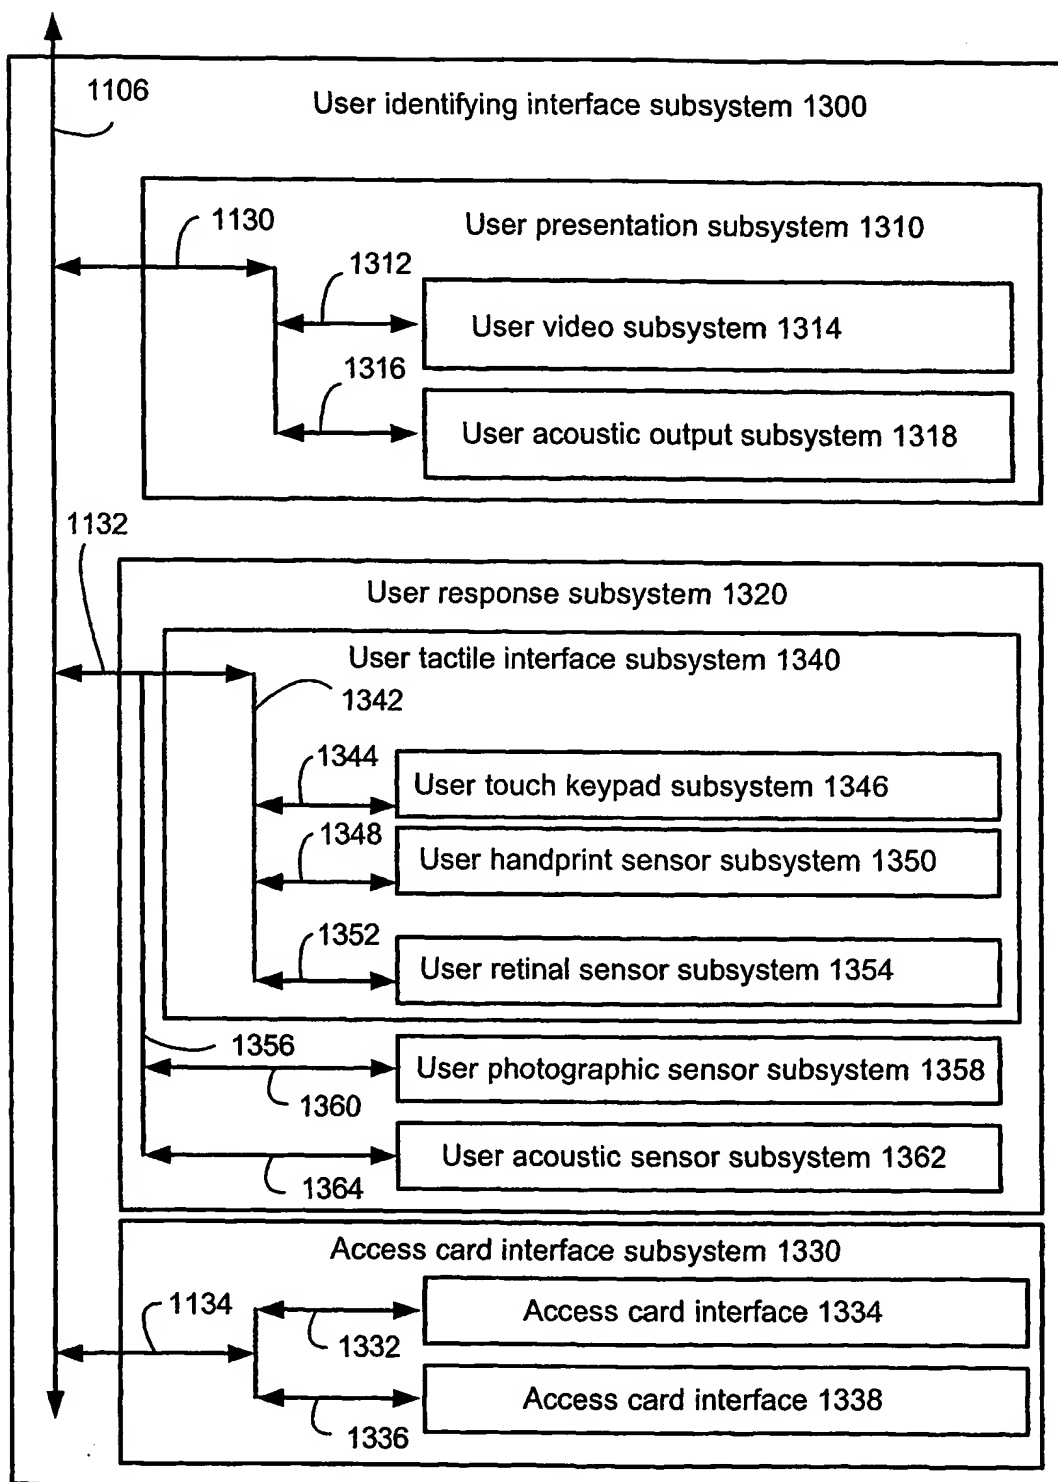 1106
User identifying interface subsystem 1300
1130
User presentation subsystem 1310
1312
User video subsystem 1314
1316
User acoustic output subsystem 1318
1132
User response subsystem 1320
User tactile interface subsystem 1340
1342
1344
User touch keypad subsystem 1346
1348
User handprint sensor subsystem 1350
1352
User retinal sensor subsystem 1354
1356
User photographic sensor subsystem 1358
1360
User acoustic sensor subsystem 1362
1364
Access card interface subsystem 1330
1134
Access card interface 1334
1332
Access card interface 1338
1336